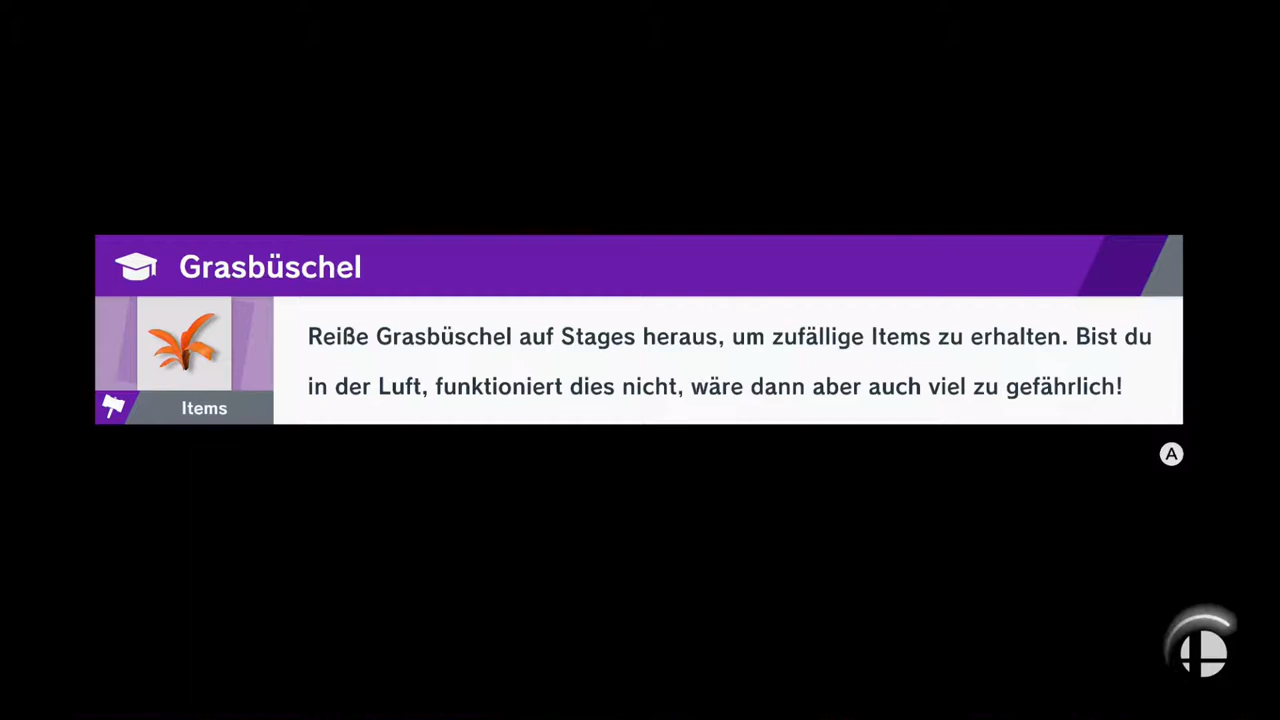 Grasbüschel
Reiße Grasbüschel auf Stages heraus, um zufällige Items zu erhalten. Bist du
in der Luft, funktioniert dies nicht, wäre dann aber auch viel zu gefährlich!
Items
A